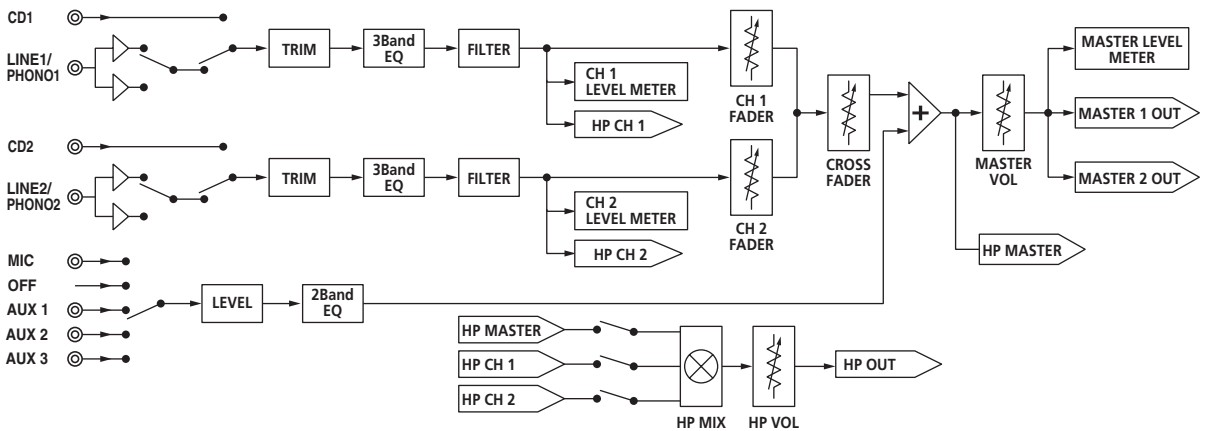 CD1
LINE1/
PHONO1
TRIM
3Band
EQ
FILTER
CH 1
LEVEL METER
HP CH 1
CH 1
FADER
CD2
LINE2/
PHONO2
TRIM
3Band
EQ
FILTER
CH 2
LEVEL METER
HP CH 2
CH 2
FADER
CROSS
FADER
+
MASTER
VOL
MASTER LEVEL
METER
MASTER 1 OUT
MASTER 2 OUT
HP MASTER
MIC
OFF
AUX 1
AUX 2
AUX 3
LEVEL
2Band
EQ
HP MASTER
HP CH 1
HP CH 2
HP MIX
HP VOL
HP OUT